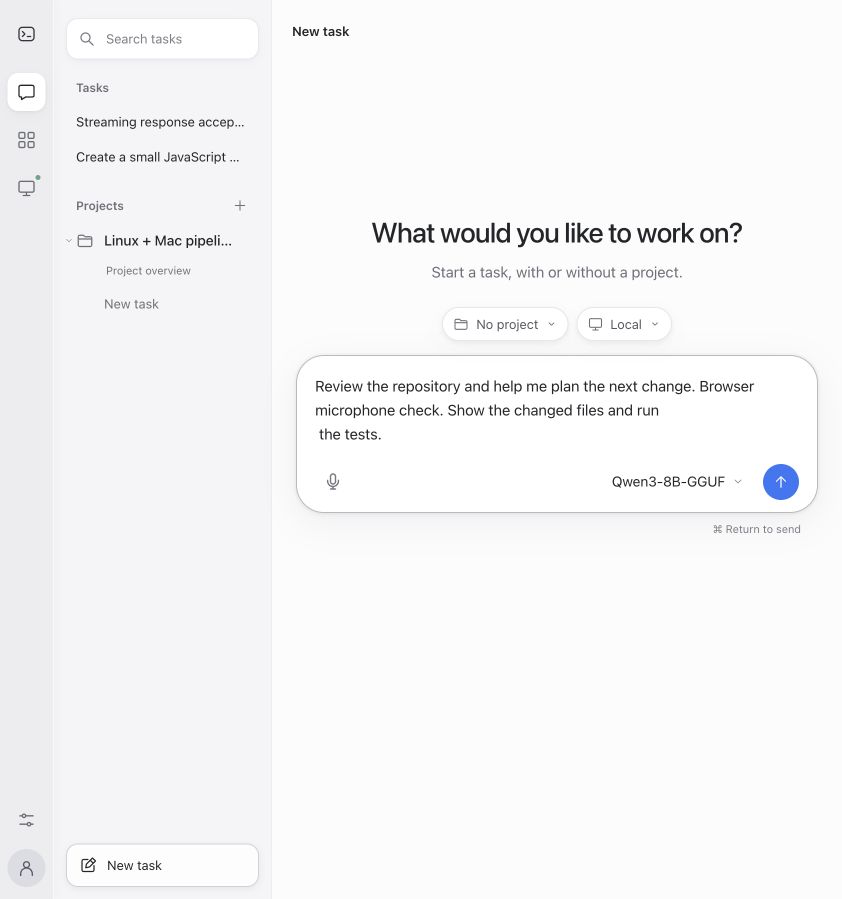 Search tasks
Tasks
Streaming response accep...
Create a small JavaScript ...
Projects
Linux + Mac pipeli...
Project overview
New task
New task
New task
What would you like to work on?
Start a task, with or without a project.
No project
Local
Review the repository and help me plan the next change. Browser
microphone check. Show the changed files and run
the tests.
Qwen3-8B-GGUF
⌘ Return to send